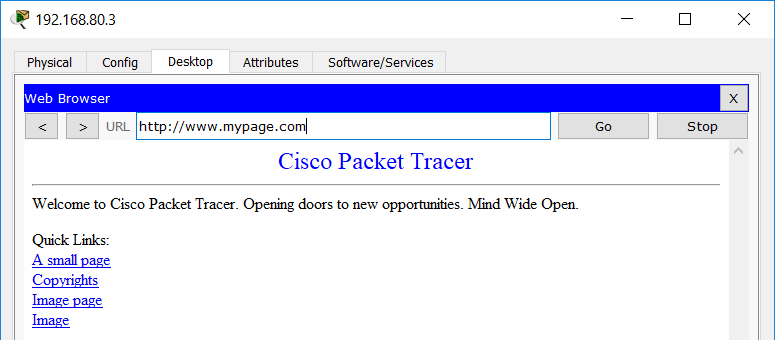 192.168.80.3
Physical Config Desktop Attributes Software/Services
Web Browser X
< > URL http://www.mypage.com Go Stop
Cisco Packet Tracer
Welcome to Cisco Packet Tracer. Opening doors to new opportunities. Mind Wide Open.
Quick Links:
A small page
Copyrights
Image page
Image